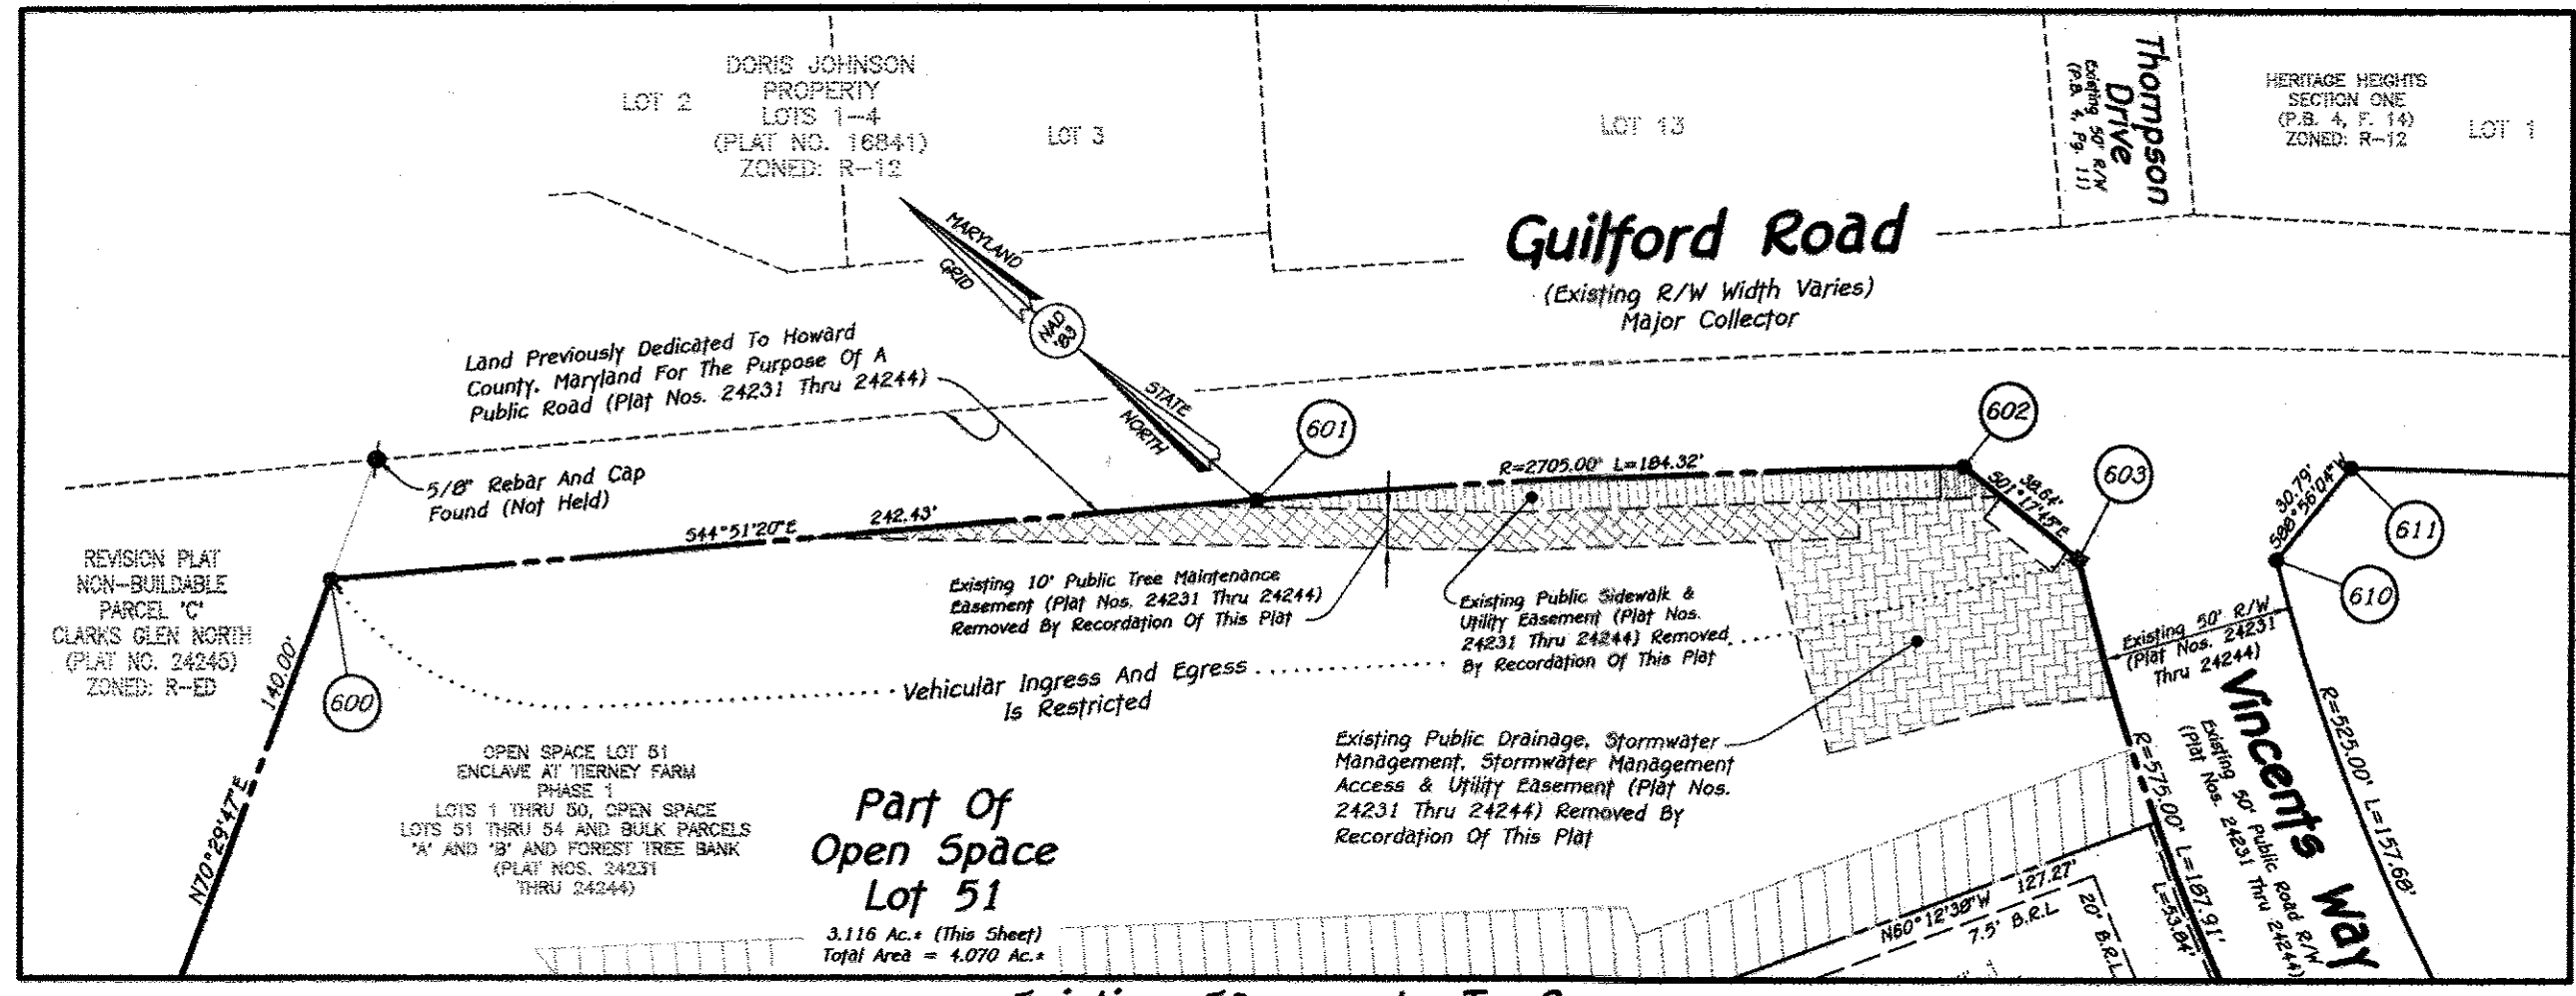 DORIS JOHNSON
PROPERTY
LOTS 1-4
(PLAT NO. 16841)
ZONED: R-12
LOT 2
LOT 3
LOT 13
Thompson
Drive
Existing 50' R/W
(P.B. 4, Pg. 111)
HERITAGE HEIGHTS
SECTION ONE
(P.B. 4, F. 14)
ZONED: R-12
LOT 1
Guilford Road
(Existing R/W Width Varies)
Major Collector
MARYLAND
GRID
NAD
'83
STATE
NORTH
Land Previously Dedicated To Howard
County, Maryland For The Purpose Of A
Public Road (Plat Nos. 24231 Thru 24244)
601
602
603
611
610
600
5/8" Rebar And Cap
Found (Not Held)
S44°51'20"E
242.43'
R=2705.00' L=184.32'
38.64'
S01°17'45"E
30.79'
S88°56'04"W
REVISION PLAT
NON-BUILDABLE
PARCEL 'C'
CLARKS GLEN NORTH
(PLAT NO. 24245)
ZONED: R-ED
140.00'
N70°29'47"E
Existing 10' Public Tree Maintenance
Easement (Plat Nos. 24231 Thru 24244)
Removed By Recordation Of This Plat
Existing Public Sidewalk &
Utility Easement (Plat Nos.
24231 Thru 24244) Removed
By Recordation Of This Plat
Vehicular Ingress And Egress
Is Restricted
Existing 50' R/W
(Plat Nos. 24231
Thru 24244)
OPEN SPACE LOT 51
ENCLAVE AT TIERNEY FARM
PHASE 1
LOTS 1 THRU 50, OPEN SPACE
LOTS 51 THRU 54 AND BULK PARCELS
'A' AND 'B' AND FOREST TREE BANK
(PLAT NOS. 24231
THRU 24244)
Part Of
Open Space
Lot 51
3.116 Ac.± (This Sheet)
Total Area = 4.070 Ac.±
Existing Public Drainage, Stormwater
Management, Stormwater Management
Access & Utility Easement (Plat Nos.
24231 Thru 24244) Removed By
Recordation Of This Plat
Vincents Way
Existing 50' Public Road R/W
(Plat Nos. 24231 Thru 24244)
R=525.00' L=157.68'
R=575.00' L=187.91'
L=53.84'
N60°12'38"W
127.27'
7.5' B.R.L
20' B.R.L